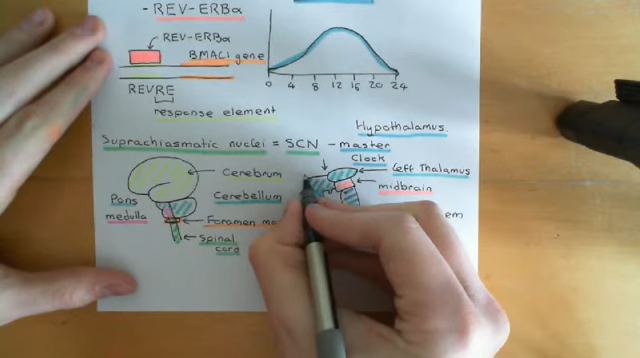 - REV-ERBα
REV-ERBα
BMAL1 gene
REVRE
response element
0 4 8 12 16 20 24
Suprachiasmatic nuclei = SCN - master
clock
Hypothalamus
Cerebrum
Cerebellum
Pons
medulla
Foramen
Spinal
cord
Left Thalamus
midbrain